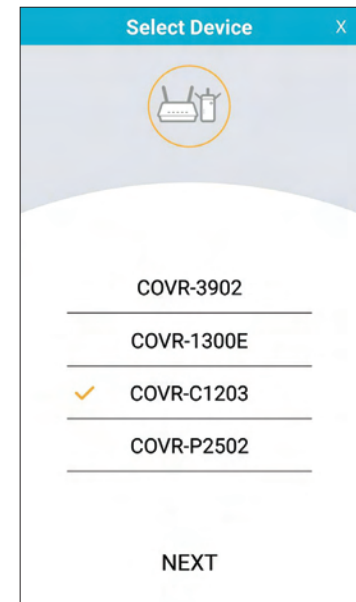 Select Device X
COVR-3902
COVR-1300E
COVR-C1203
COVR-P2502
NEXT